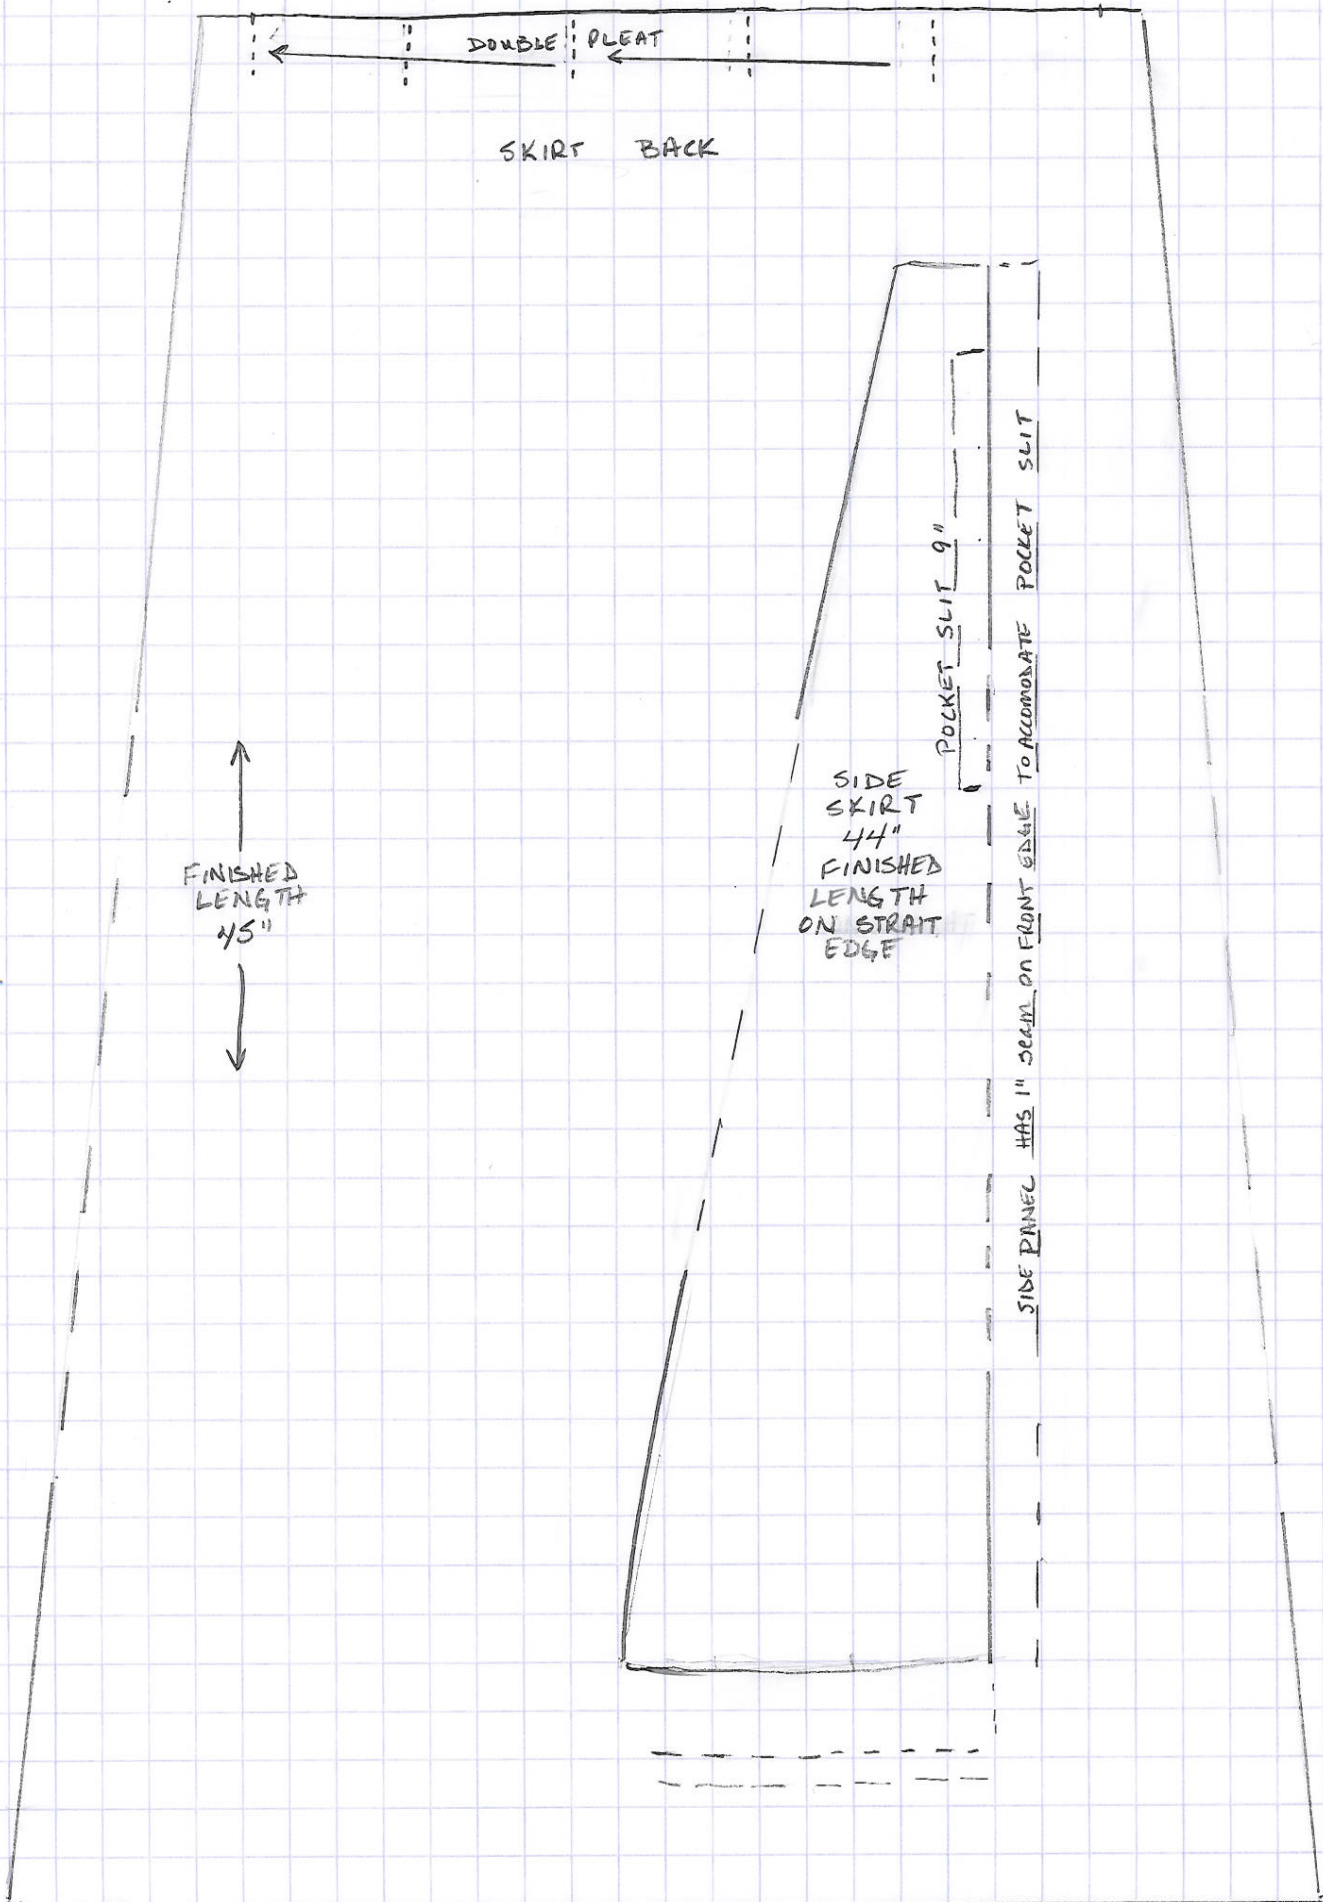 DOUBLE PLEAT
SKIRT BACK
POCKET SLIT 9"
SIDE
SKIRT
44"
FINISHED
LENGTH
ON STRAIT
EDGE
SIDE PANEL HAS 1" SEAM ON FRONT EDGE TO ACCOMODATE POCKET SLIT
FINISHED
LENGTH
45"